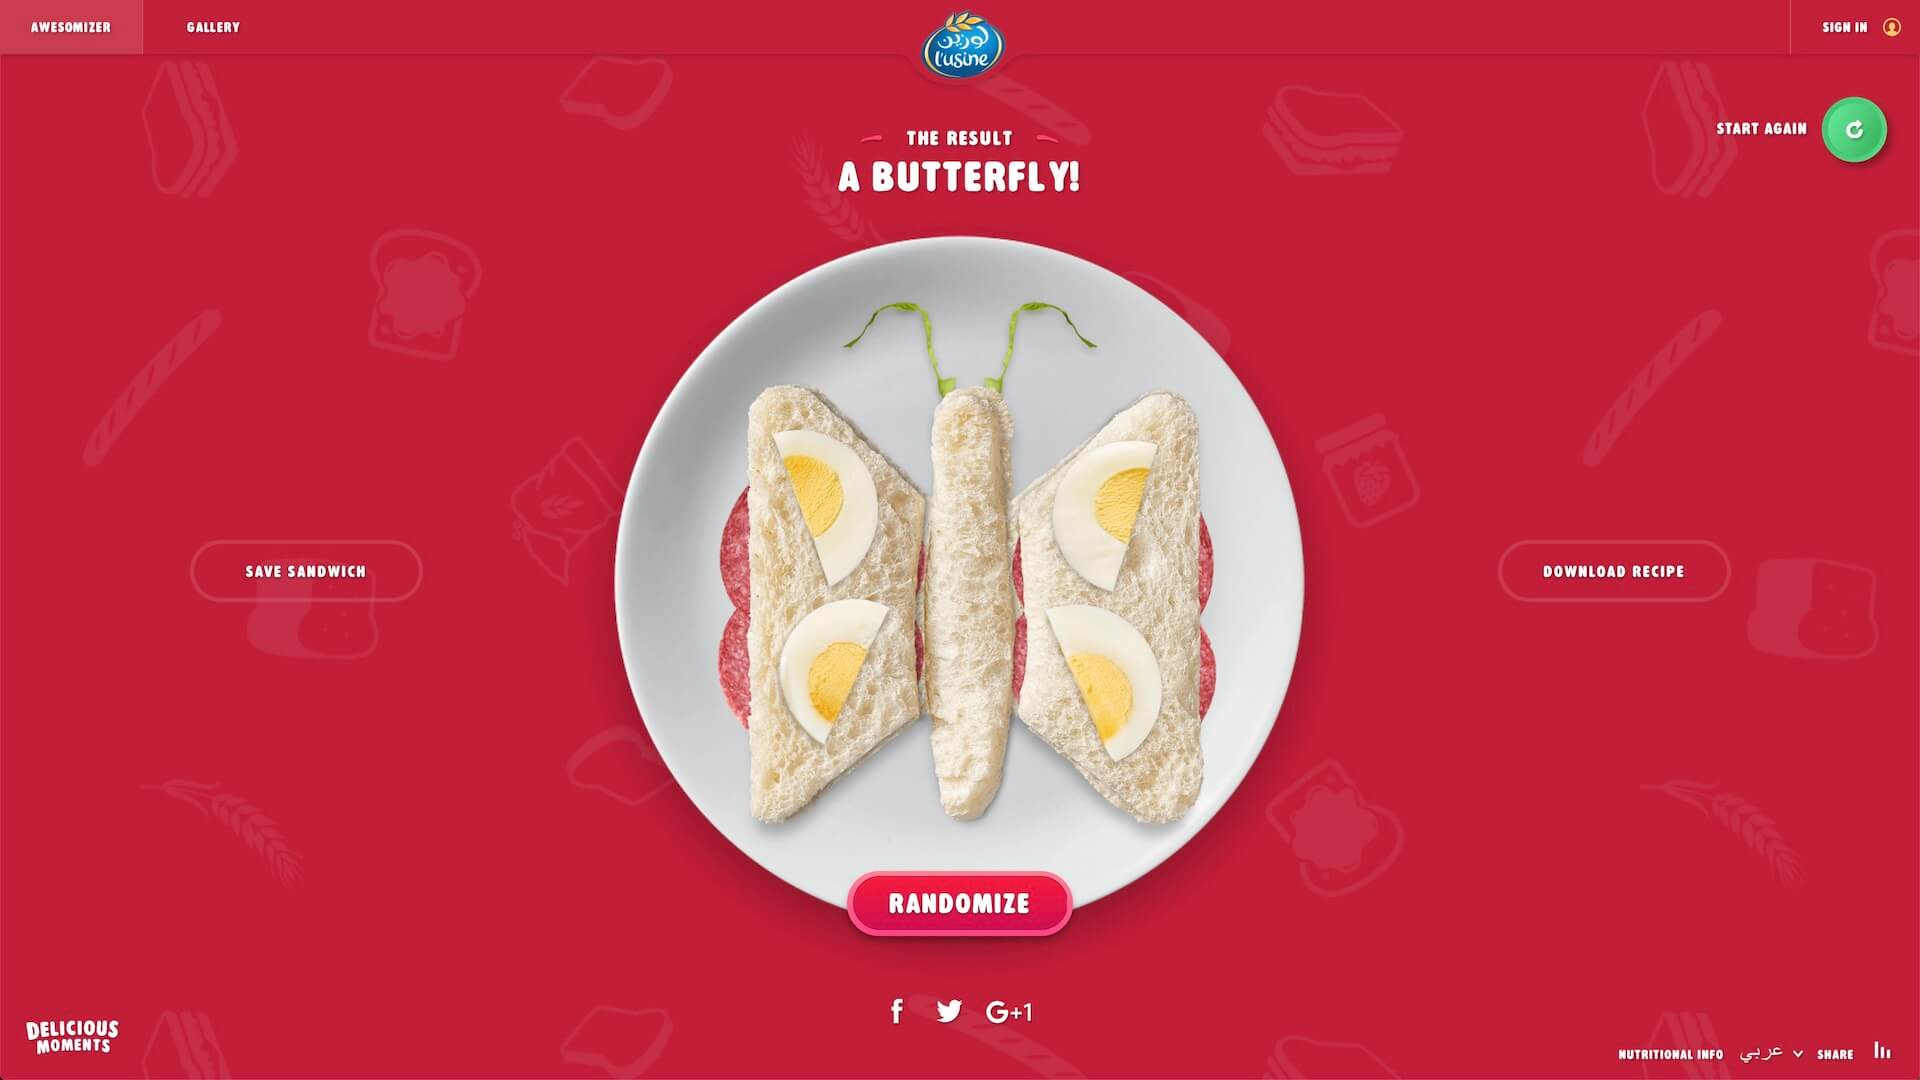 AWESOMIZER
GALLERY
لوزين
l'usine
SIGN IN
START AGAIN
THE RESULT
A BUTTERFLY!
SAVE SANDWICH
DOWNLOAD RECIPE
RANDOMIZE
f
G+1
DELICIOUS
MOMENTS
NUTRITIONAL INFO
عربي
SHARE